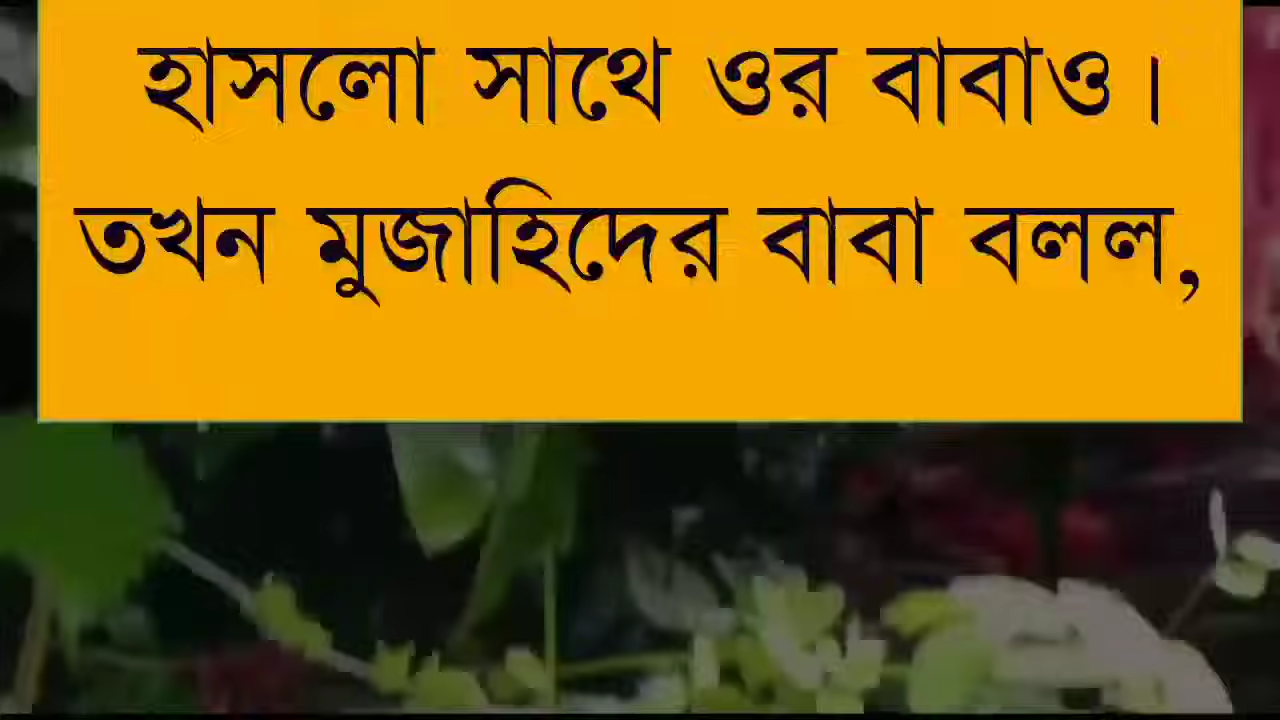 হাসলো সাথে ওর বাবাও।
তখন মুজাহিদের বাবা বলল,